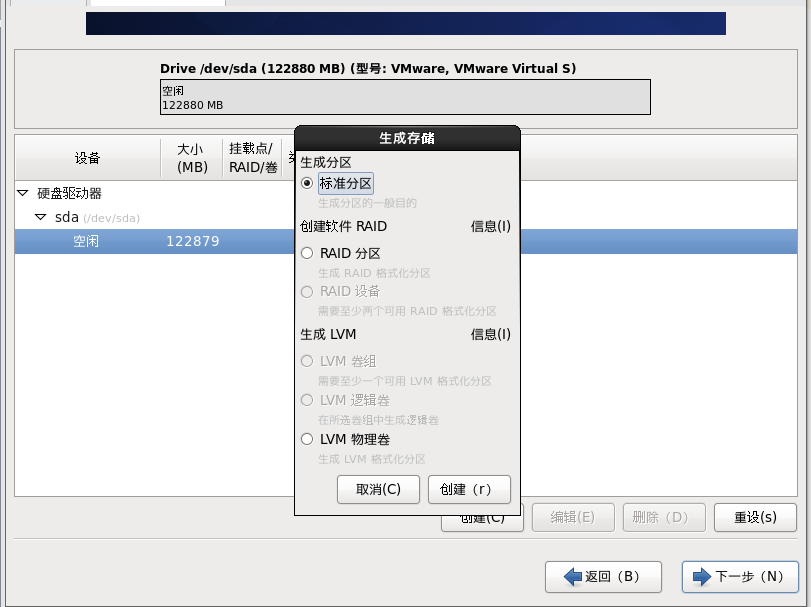 Drive /dev/sda (122880 MB) (型号: VMware, VMware Virtual S)
空闲
122880 MB
设备
大小
(MB)
挂载点/
RAID/卷
硬盘驱动器
sda (/dev/sda)
空闲 122879
生成存储
生成分区
标准分区
生成分区的一般目的
创建软件 RAID 信息(I)
RAID 分区
生成 RAID 格式化分区
RAID 设备
需要至少两个可用 RAID 格式化分区
生成 LVM 信息(I)
LVM 卷组
需要至少一个可用 LVM 格式化分区
LVM 逻辑卷
在所选卷组中生成逻辑卷
LVM 物理卷
生成 LVM 格式化分区
取消(C) 创建（r）
创建(C) 编辑(E) 删除（D） 重设(s)
返回（B） 下一步（N）